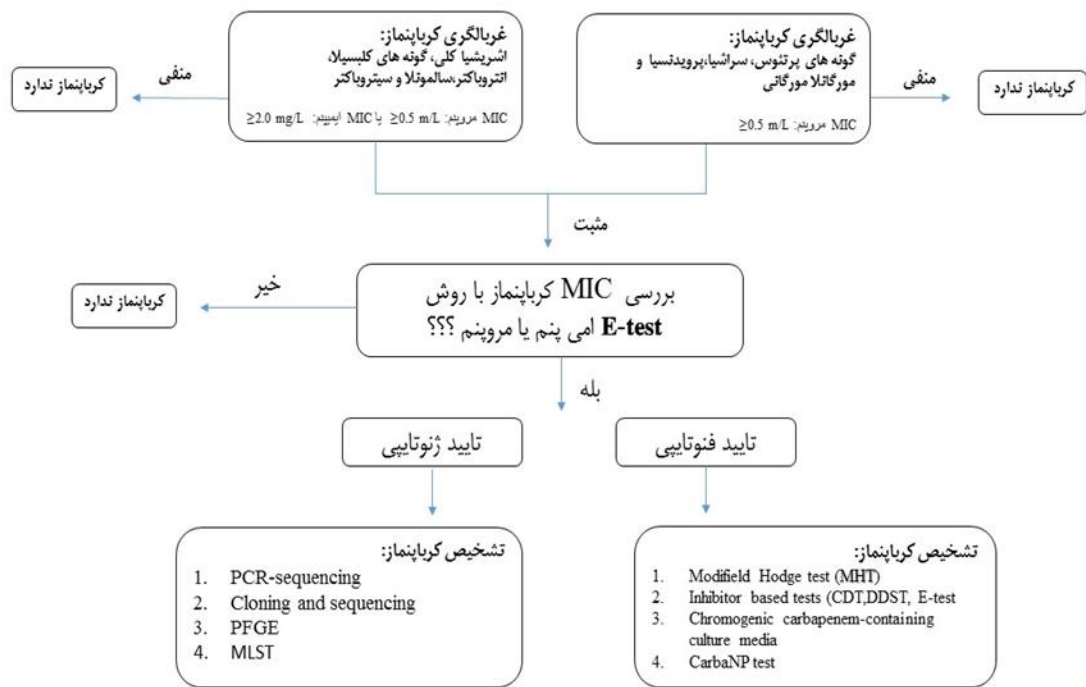 غربالگری کرباپنماز:
گونه های پرتئوس، سراشیا،پرویدنسیا و
مورگانلا مورگانی
MIC مروپنم: ≥0.5 m/L
منفی
کرباپنماز ندارد
غربالگری کرباپنماز:
اشریشیا کلی، گونه های کلبسیلا،
انتروباکتر،سالمونلا و سیتروباکتر
MIC مروپنم: ≥0.5 m/L یا MIC ایمیپنم: ≥2.0 mg/L
منفی
کرباپنماز ندارد
مثبت
بررسی MIC کرباپنماز با روش
E-test امی پنم یا مروپنم ؟؟؟
خیر
کرباپنماز ندارد
بله
تایید فنوتایپی
تایید ژنوتایپی
تشخیص کرباپنماز:
1. Modifield Hodge test (MHT)
2. Inhibitor based tests (CDT,DDST, E-test
3. Chromogenic carbapenem-containing
culture media
4. CarbaNP test
تشخیص کرباپنماز:
1. PCR-sequencing
2. Cloning and sequencing
3. PFGE
4. MLST